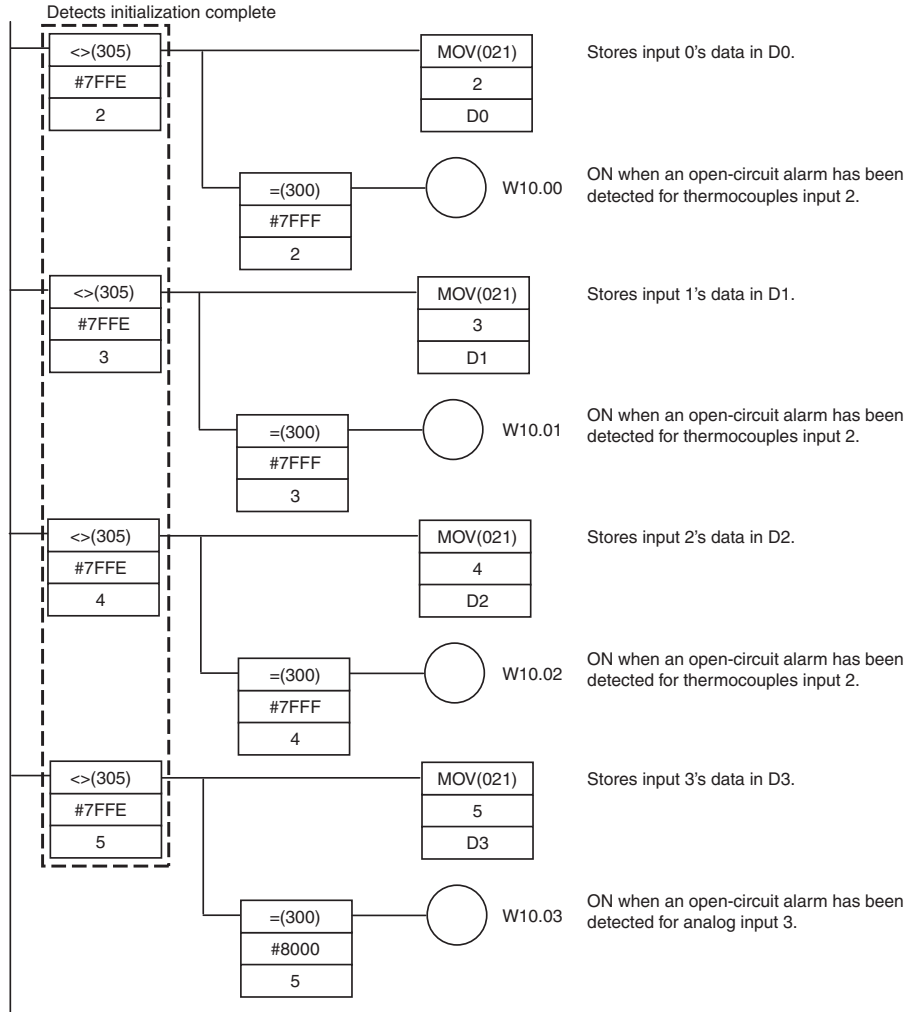 Detects initialization complete
<>(305)
#7FFE
2
MOV(021)
2
D0
Stores input 0's data in D0.
=(300)
#7FFF
2
W10.00
ON when an open-circuit alarm has been
detected for thermocouples input 2.
<>(305)
#7FFE
3
MOV(021)
3
D1
Stores input 1's data in D1.
=(300)
#7FFF
3
W10.01
ON when an open-circuit alarm has been
detected for thermocouples input 2.
<>(305)
#7FFE
4
MOV(021)
4
D2
Stores input 2's data in D2.
=(300)
#7FFF
4
W10.02
ON when an open-circuit alarm has been
detected for thermocouples input 2.
<>(305)
#7FFE
5
MOV(021)
5
D3
Stores input 3's data in D3.
=(300)
#8000
5
W10.03
ON when an open-circuit alarm has been
detected for analog input 3.